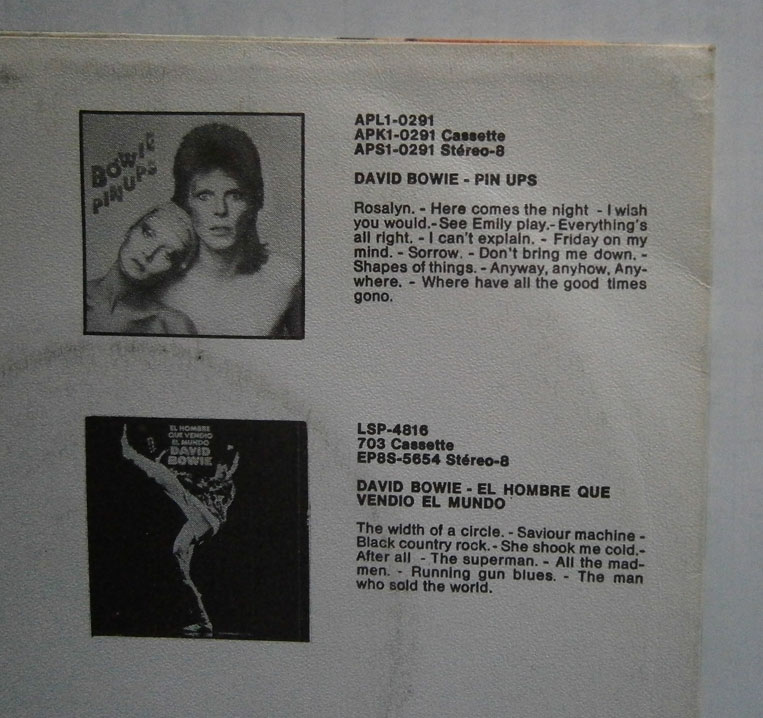 BOWIE
PINUPS
APL1-0291
APK1-0291 Cassette
APS1-0291 Stéreo-8
DAVID BOWIE - PIN UPS
Rosalyn. - Here comes the night - I wish
you would.- See Emily play.- Everything's
all right. - I can't explain. - Friday on my
mind. - Sorrow. - Don't bring me down. -
Shapes of things. - Anyway, anyhow, Any-
where. - Where have all the good times
gono.
EL HOMBRE
QUE VENDIO
EL MUNDO
DAVID
BOWIE
LSP-4816
703 Cassette
EP8S-5654 Stéreo-8
DAVID BOWIE - EL HOMBRE QUE
VENDIO EL MUNDO
The width of a circle. - Saviour machine -
Black country rock.- She shook me cold.-
After all - The superman. - All the mad-
men. - Running gun blues. - The man
who sold the world.